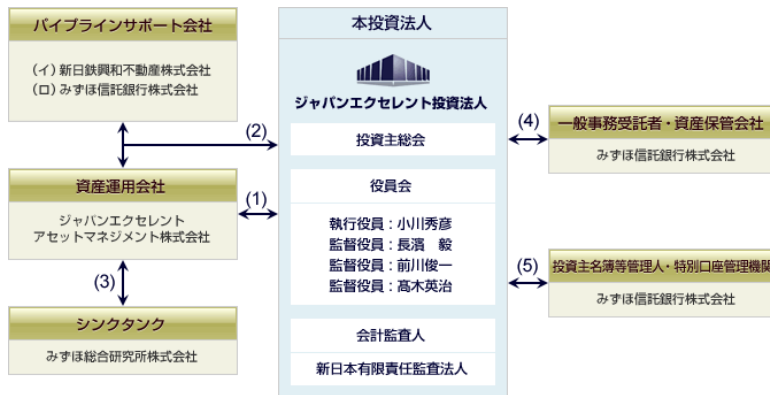 パイプラインサポート会社
(イ)新日鉄興和不動産株式会社
(ロ)みずほ信託銀行株式会社
(2)
資産運用会社
ジャパンエクセレント
アセットマネジメント株式会社
(1)
(3)
シンクタンク
みずほ総合研究所株式会社
本投資法人
ジャパンエクセレント投資法人
投資主総会
役員会
執行役員:小川秀彦
監督役員:長濱 毅
監督役員:前川俊一
監督役員:髙木英治
会計監査人
新日本有限責任監査法人
(4)
一般事務受託者・資産保管会社
みずほ信託銀行株式会社
(5)
投資主名簿等管理人・特別口座管理機関
みずほ信託銀行株式会社